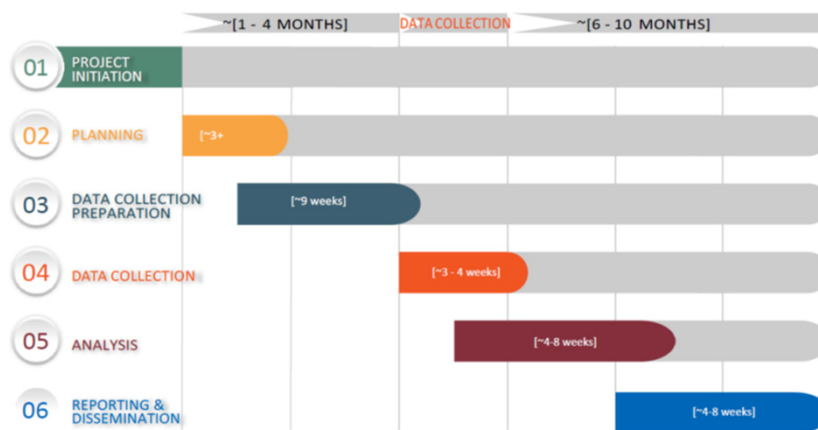 ~[1 - 4 MONTHS] DATA COLLECTION ~[6 - 10 MONTHS]
01 PROJECT
INITIATION
02 PLANNING [~3+
03 DATA COLLECTION
PREPARATION [~9 weeks]
04 DATA COLLECTION [~3 - 4 weeks]
05 ANALYSIS [~4-8 weeks]
06 REPORTING &
DISSEMINATION [~4-8 weeks]